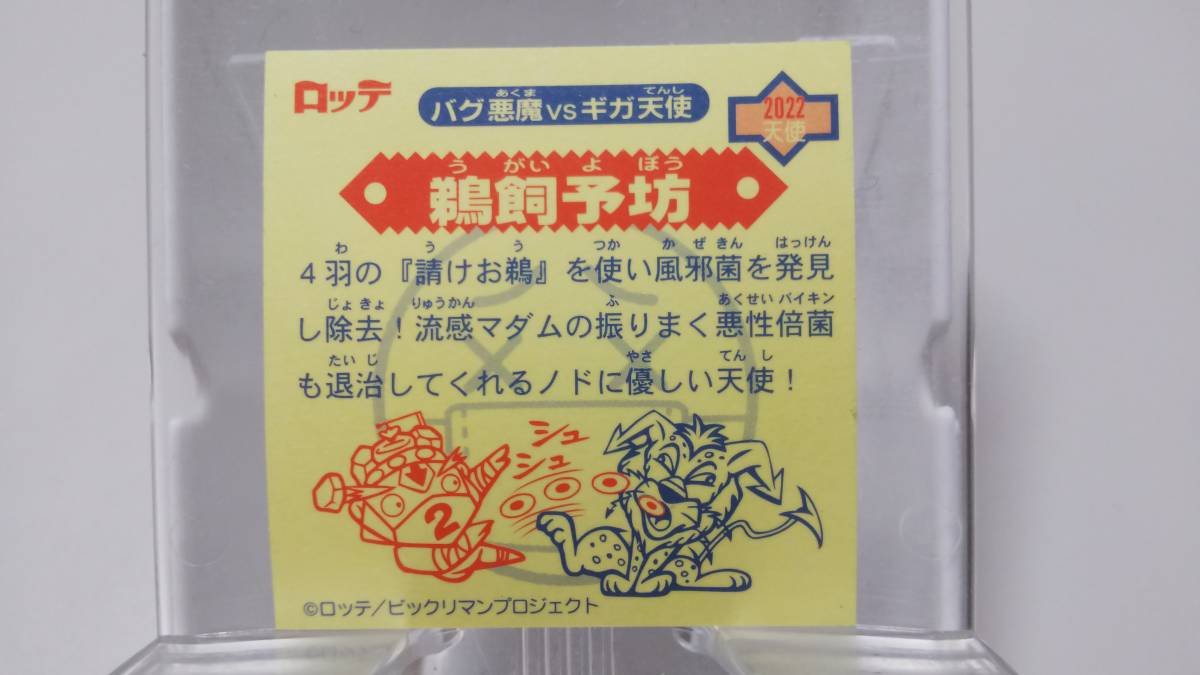 ロッテ
あくま てんし
バグ悪魔vsギガ天使
2022
天使
うがいよぼう
鵜飼予坊
わ う う つか かぜきん はっけん
4羽の『請けお鵜』を使い風邪菌を発見
じょきょ りゅうかん ふ あくせいバイキン
し除去！流感マダムの振りまく悪性倍菌
たいじ やさ てんし
も退治してくれるノドに優しい天使！
シュ
シュ
2
©ロッテ/ビックリマンプロジェクト